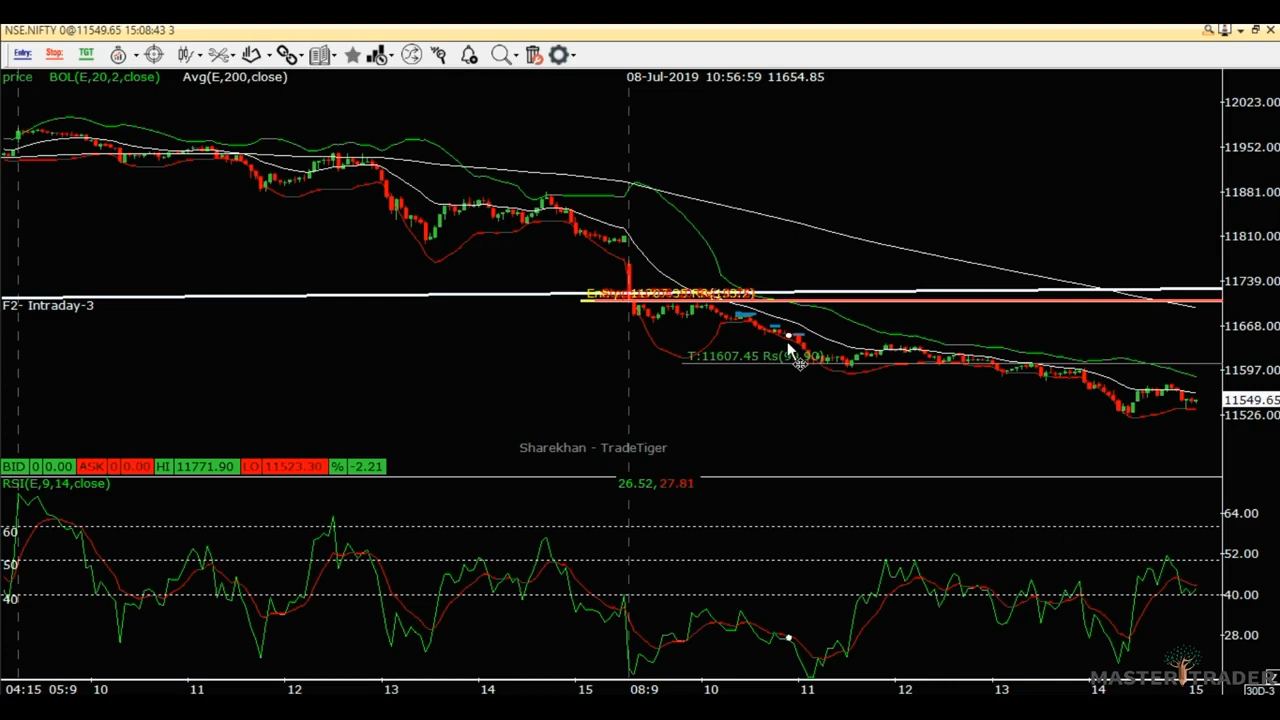 NSE.NIFTY 0@11549.65 15:08:43 3
Entry: Stop: TGT
price BOL(E,20,2,close) Avg(E,200,close) 08-Jul-2019 10:56:59 11654.85
12023.00
11952.00
11881.00
11810.00
11739.00
F2- Intraday-3
11668.00
T:11607.45
11597.00
11549.65
11526.00
Sharekhan - TradeTiger
BID 0 0.00 ASK 0 0.00 HI 11771.90 LO 11523.30 % -2.21
RSI(E,9,14,close) 26.52,27.81
64.00
60
52.00
50
40 40.00
28.00
MASTER TRADER
04:15 05:9 10 11 12 13 14 15 08:9 10 11 12 13 14 15 30D-3